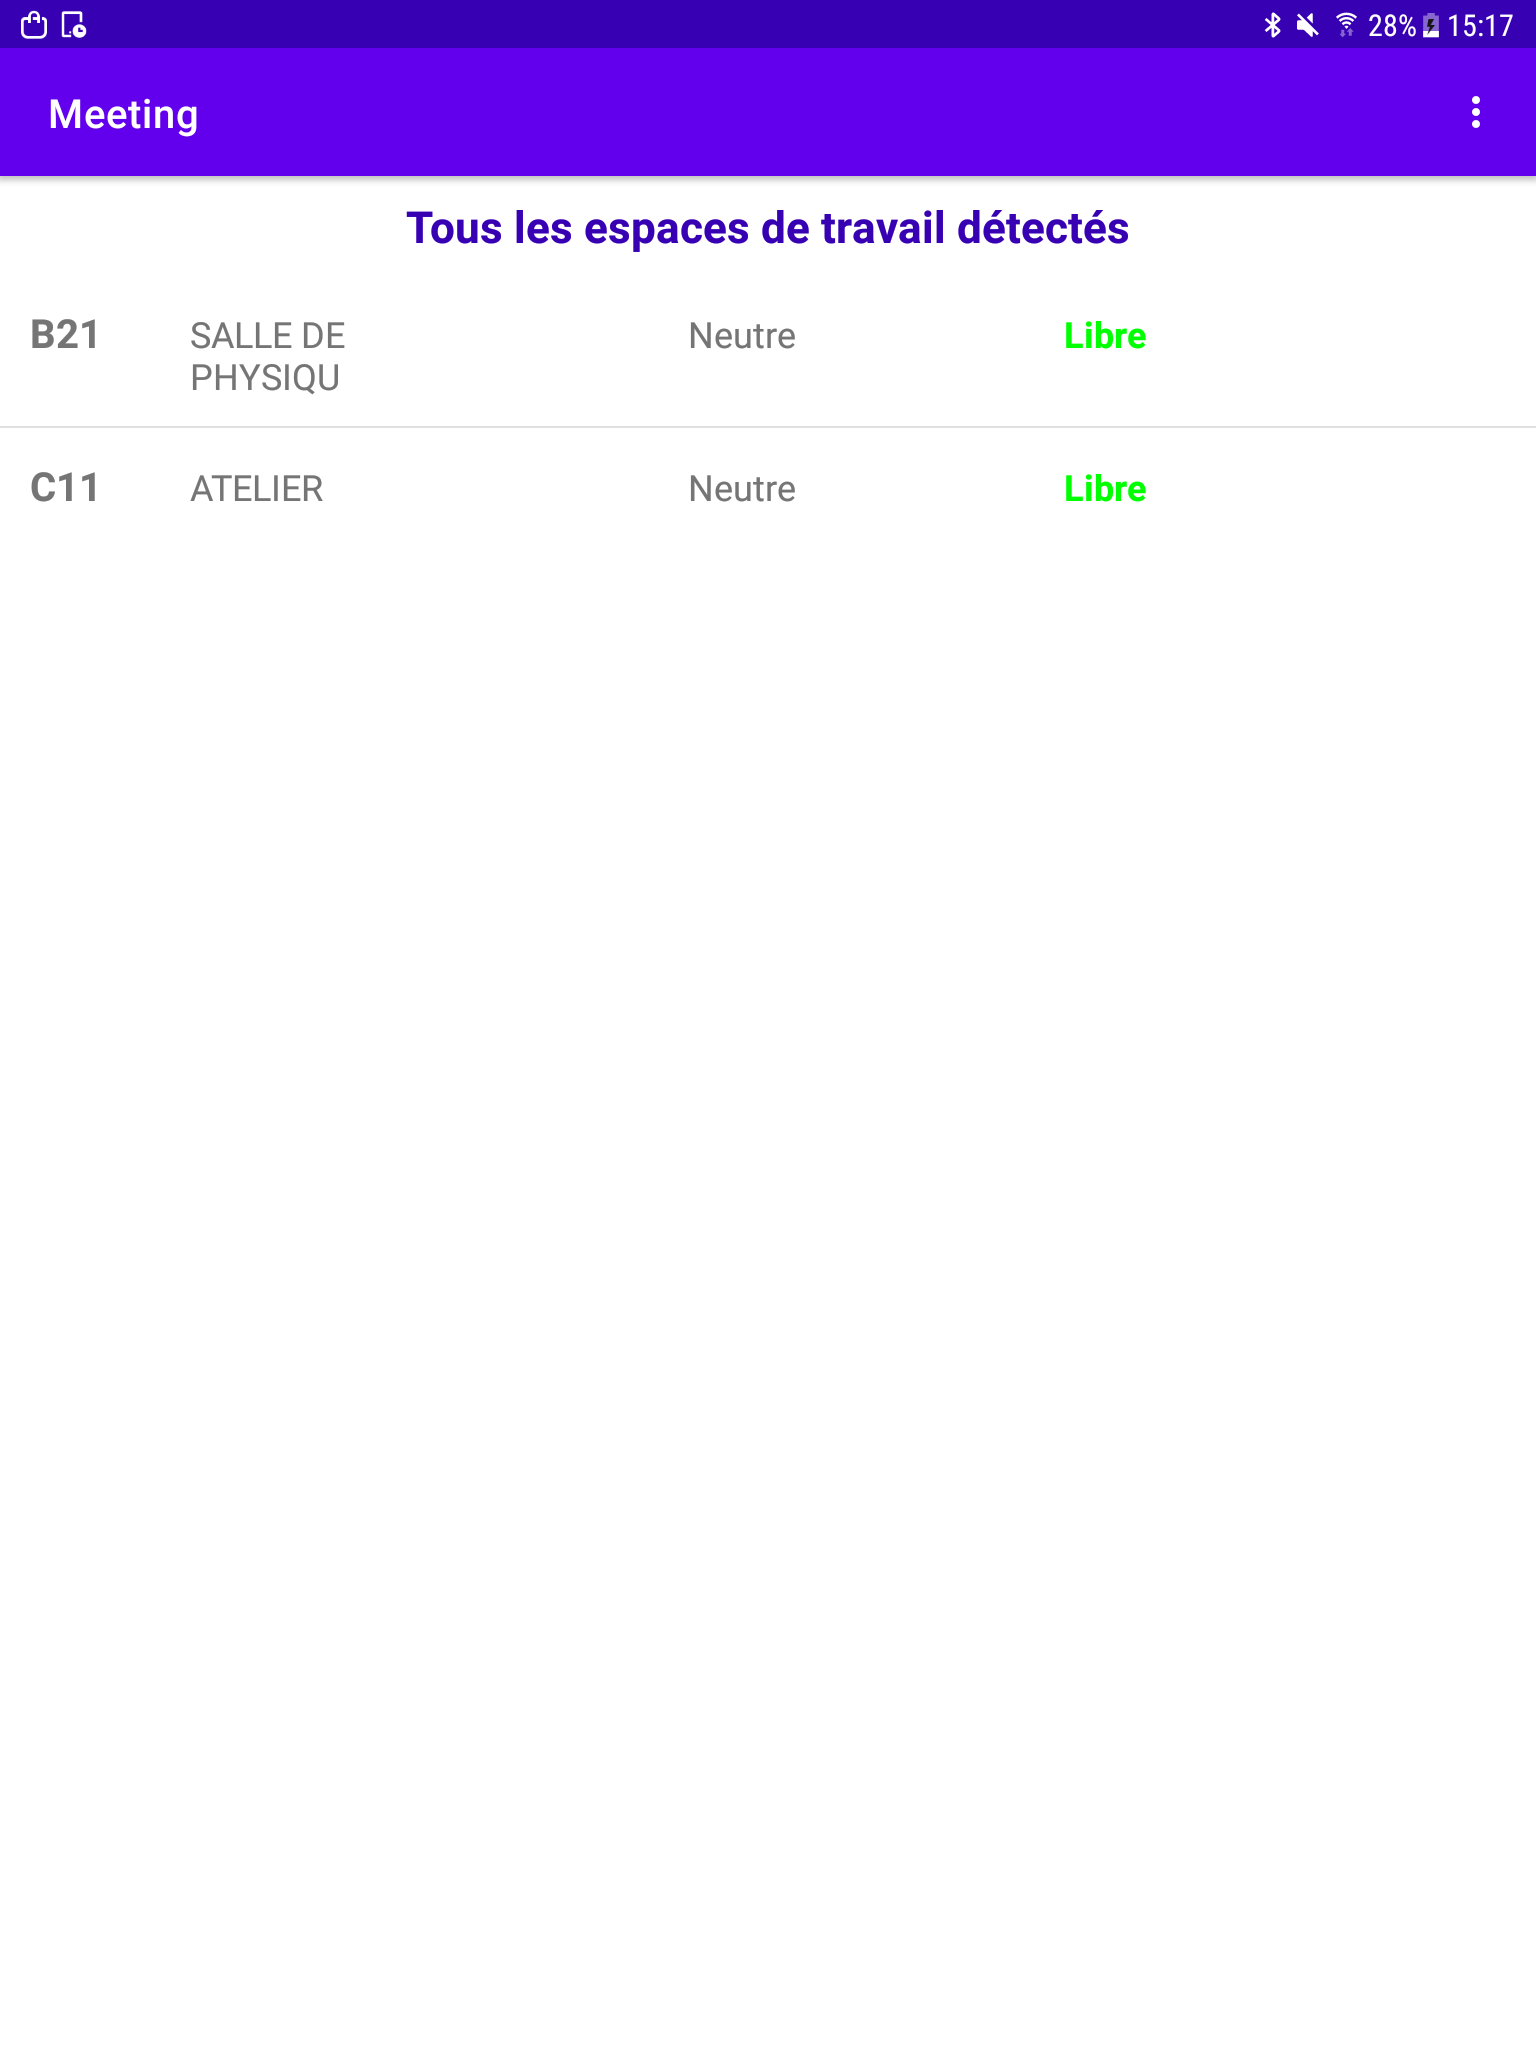 28% 15:17
Meeting
Tous les espaces de travail détectés
B21 SALLE DE Neutre Libre
PHYSIQU
C11 ATELIER Neutre Libre